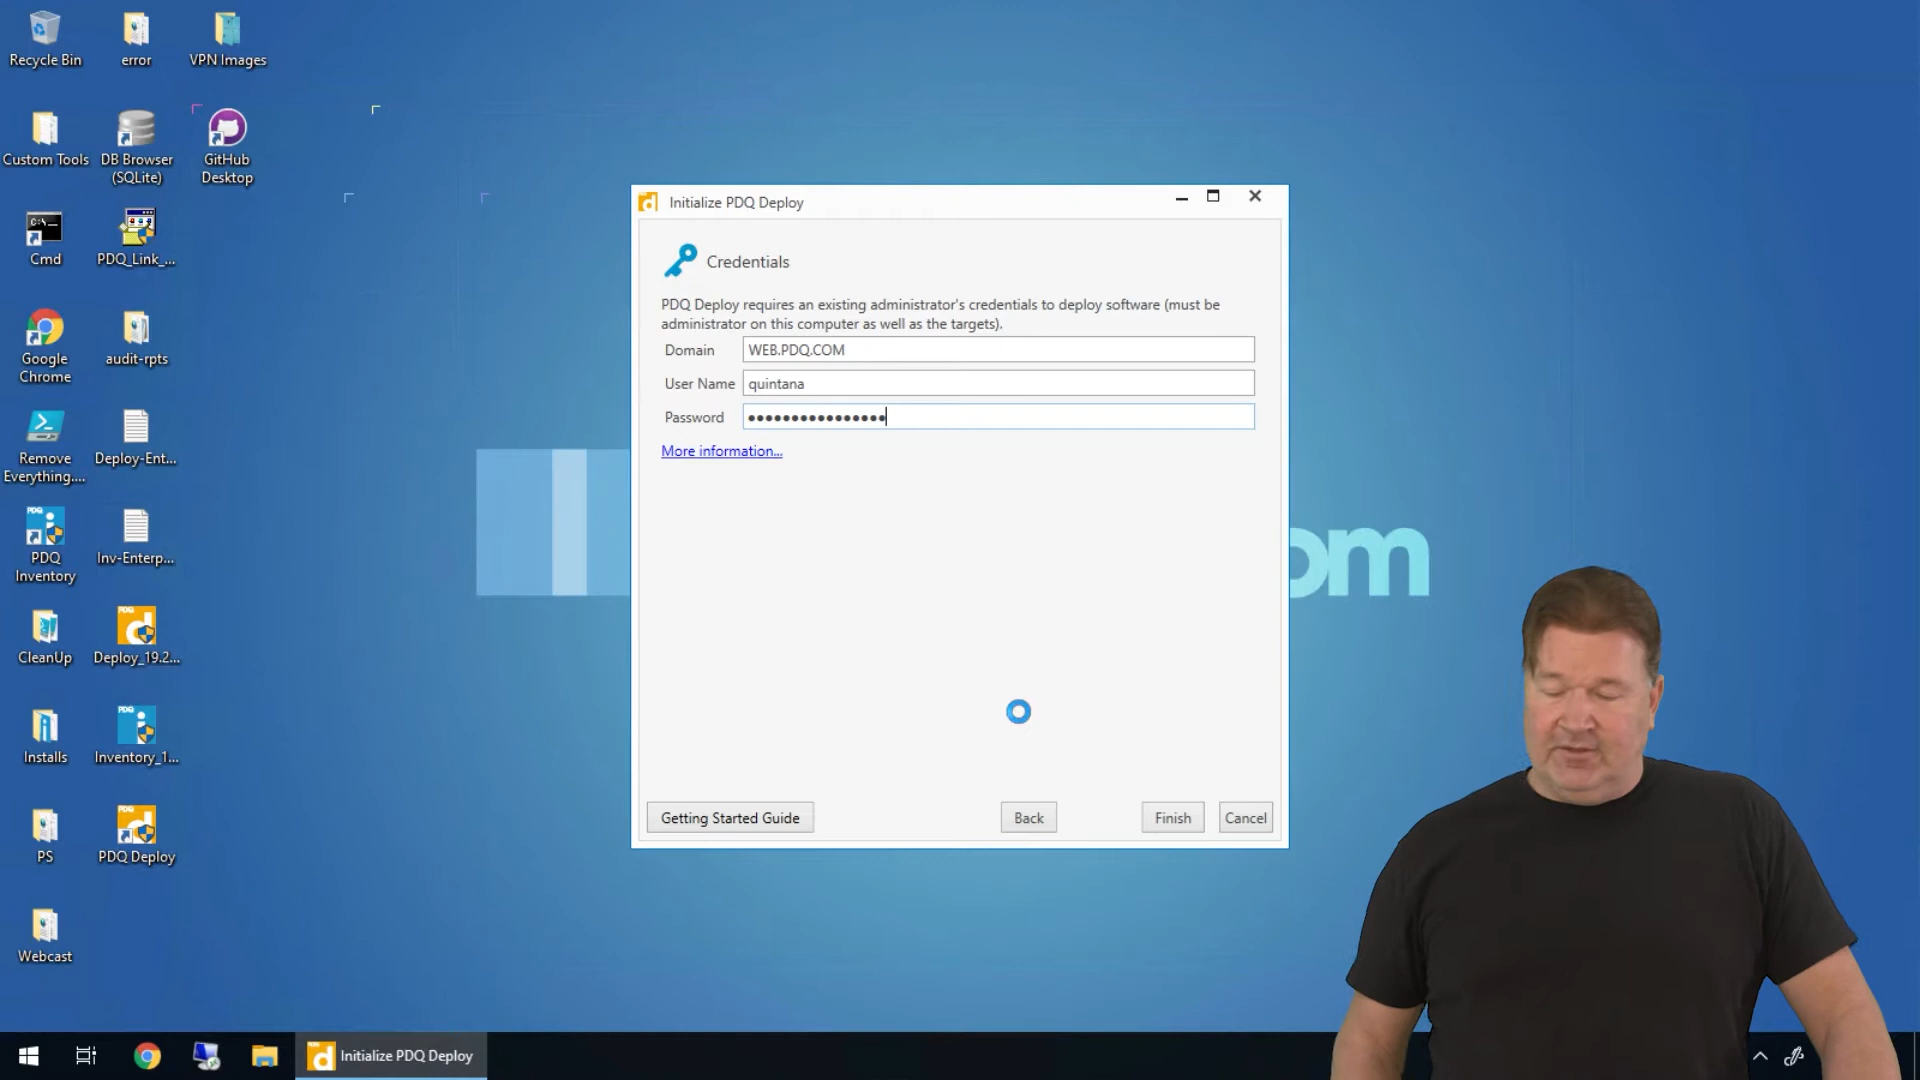 Recycle Bin
error
VPN Images
Custom Tools
DB Browser
(SQLite)
GitHub
Desktop
Cmd
PDQ_Link_...
Google
Chrome
audit-rpts
Remove
Everything....
Deploy-Ent...
PDQ
Inventory
Inv-Enterp...
CleanUp
Deploy_19.2...
Installs
Inventory_1...
PS
PDQ Deploy
Webcast
Initialize PDQ Deploy
Credentials
PDQ Deploy requires an existing administrator's credentials to deploy software (must be
administrator on this computer as well as the targets).
Domain WEB.PDQ.COM
User Name quintana
Password ••••••••••••••••
More information...
Getting Started Guide
Back
Finish
Cancel
om
Initialize PDQ Deploy